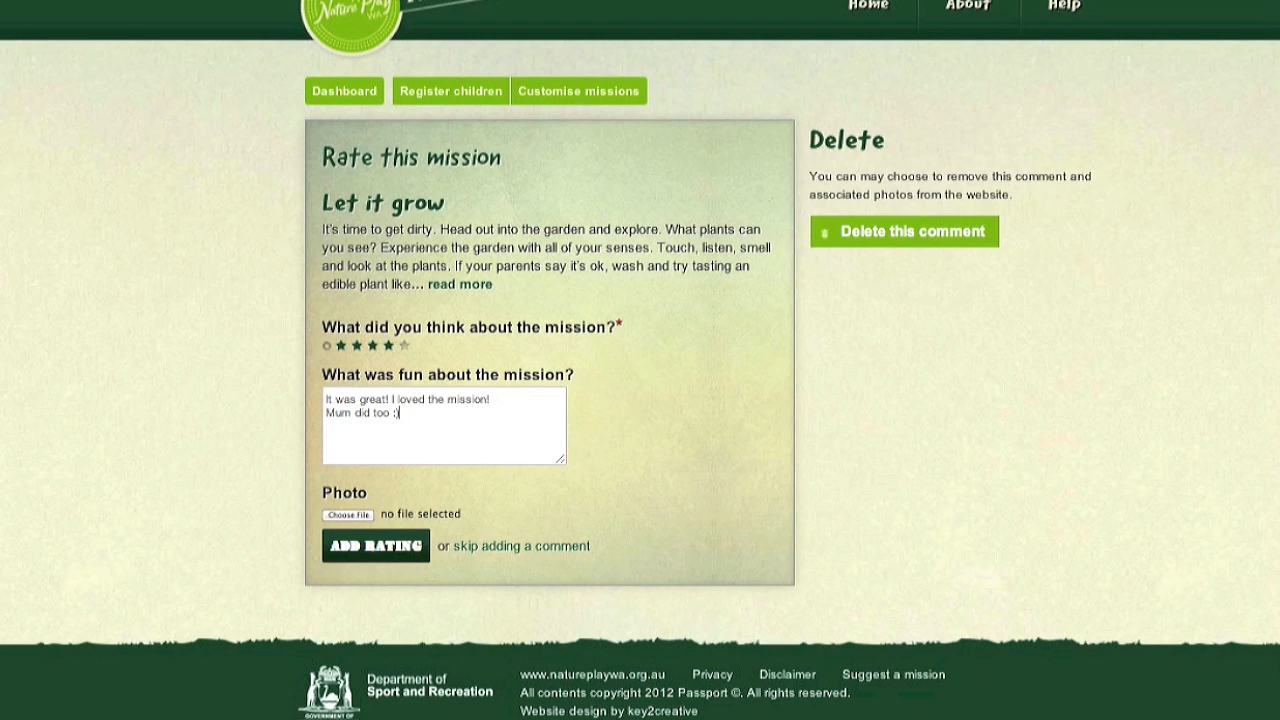 Nature Play
WA
Home About Help
Dashboard Register children Customise missions
Rate this mission
Let it grow
It's time to get dirty. Head out into the garden and explore. What plants can
you see? Experience the garden with all of your senses. Touch, listen, smell
and look at the plants. If your parents say it's ok, wash and try tasting an
edible plant like... read more
What did you think about the mission?*
What was fun about the mission?
It was great! I loved the mission!
Mum did too :)
Photo
Choose File no file selected
ADD RATING or skip adding a comment
Delete
You can may choose to remove this comment and
associated photos from the website.
Delete this comment
GOVERNMENT OF
Department of
Sport and Recreation
www.natureplaywa.org.au Privacy Disclaimer Suggest a mission
All contents copyright 2012 Passport ©. All rights reserved.
Website design by key2creative